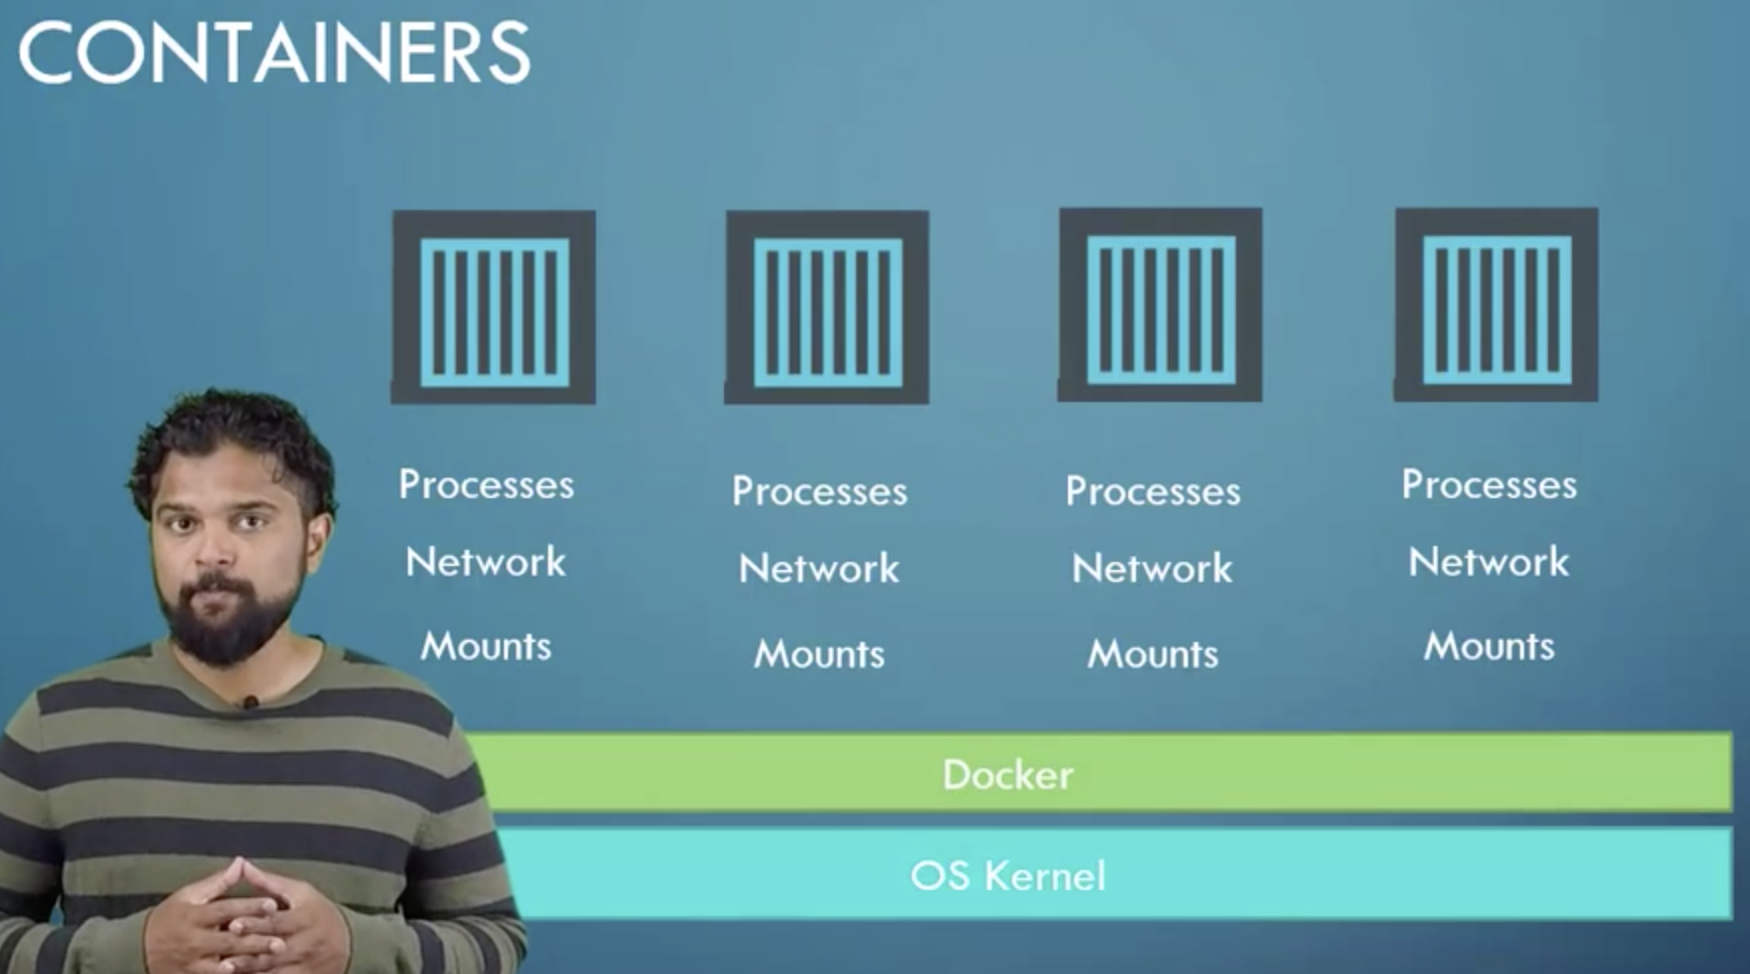 CONTAINERS
Processes Processes Processes Processes
Network Network Network Network
Mounts Mounts Mounts Mounts
Docker
OS Kernel